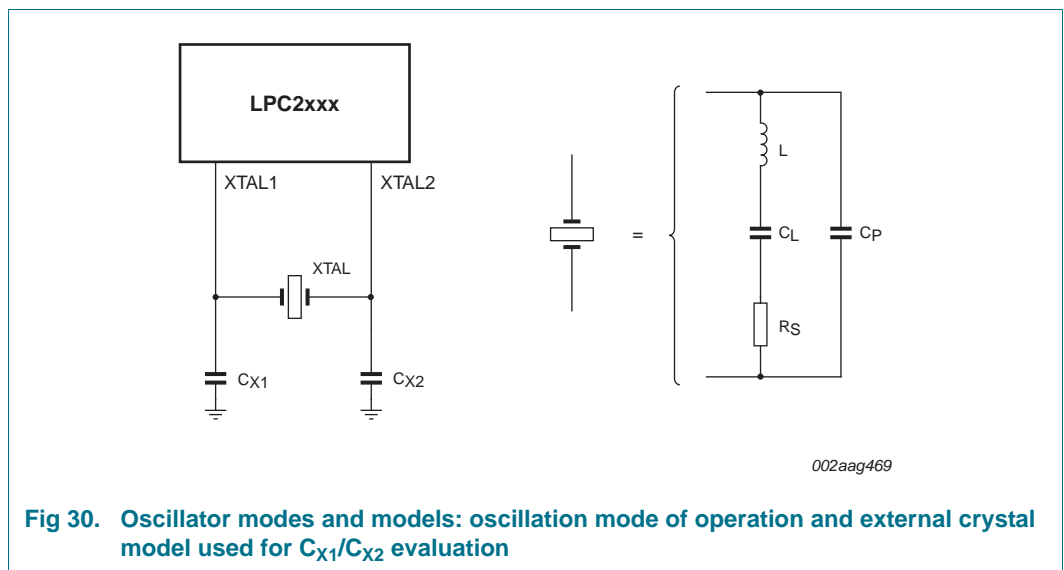 LPC2xxx
XTAL1
XTAL2
XTAL
CX1
CX2
=
L
CL
CP
RS
002aag469
Fig 30. Oscillator modes and models: oscillation mode of operation and external crystal
model used for CX1/CX2 evaluation